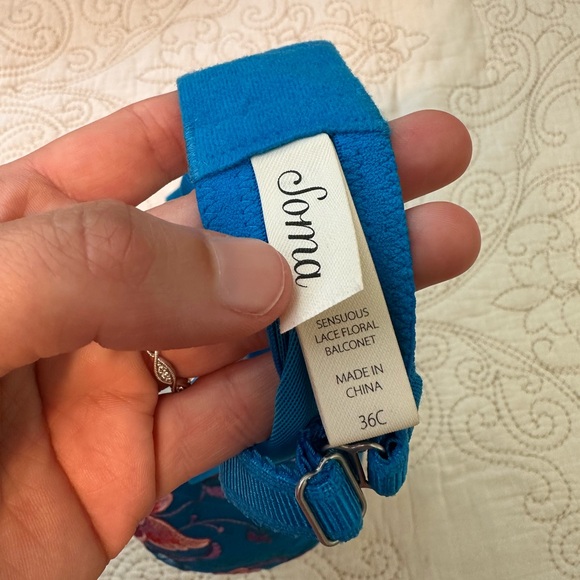 Soma
SENSUOUS
LACE FLORAL
BALCONET
MADE IN
CHINA
36C